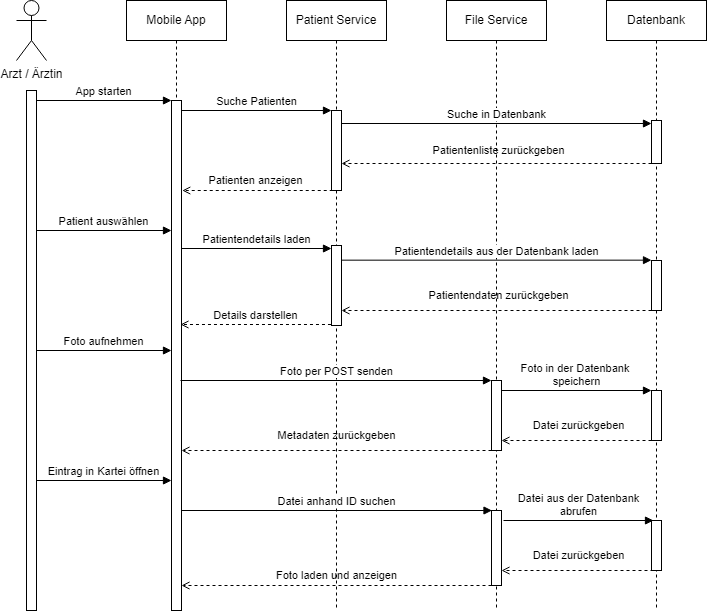 Mobile App
Patient Service
File Service
Datenbank
Arzt / Ärztin
App starten
Suche Patienten
Suche in Datenbank
Patientenliste zurückgeben
Patienten anzeigen
Patient auswählen
Patientendetails laden
Patientendetails aus der Datenbank laden
Patientendaten zurückgeben
Details darstellen
Foto aufnehmen
Foto per POST senden
Foto in der Datenbank
speichern
Datei zurückgeben
Metadaten zurückgeben
Eintrag in Kartei öffnen
Datei anhand ID suchen
Datei aus der Datenbank
abrufen
Datei zurückgeben
Foto laden und anzeigen